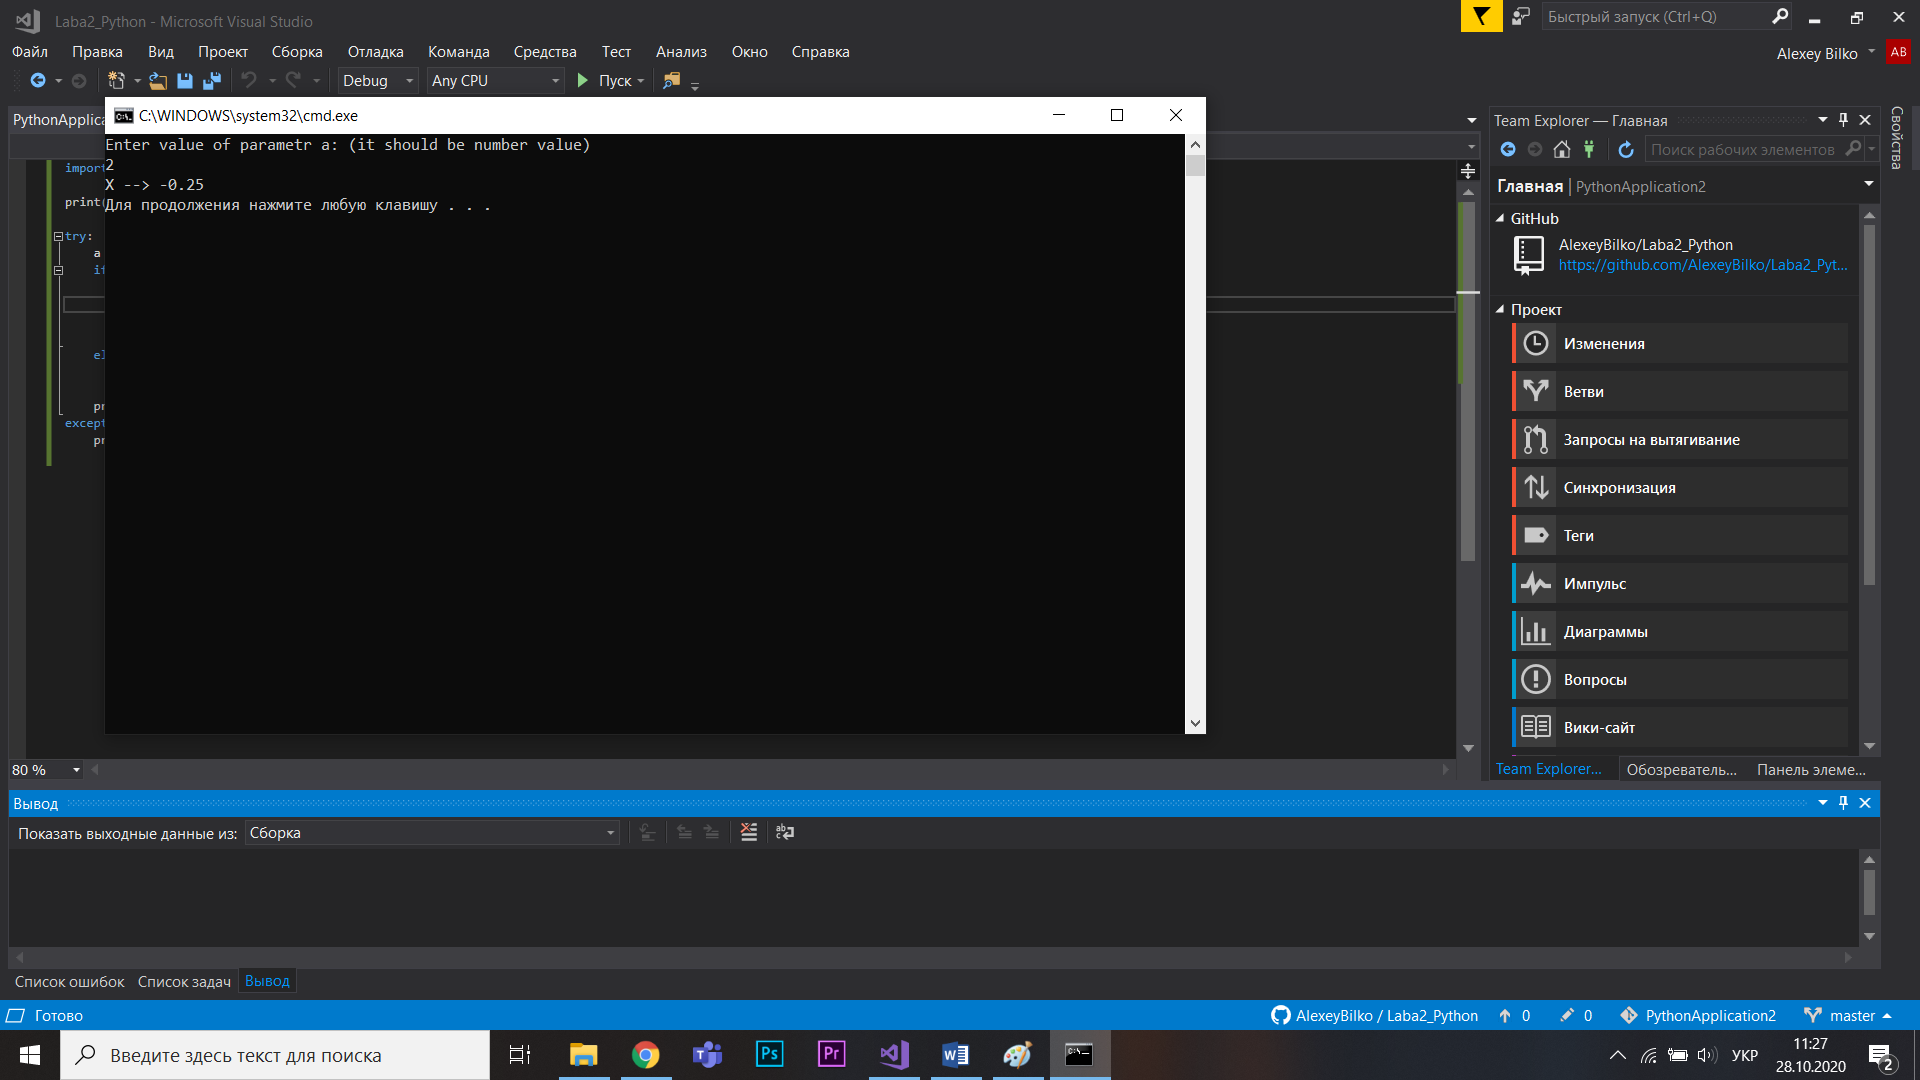 Laba2_Python - Microsoft Visual Studio
Быстрый запуск (Ctrl+Q)
Файл Правка Вид Проект Сборка Отладка Команда Средства Тест Анализ Окно Справка
Alexey Bilko AB
Debug Any CPU Пуск
C:\WINDOWS\system32\cmd.exe
Enter value of parametr a: (it should be number value)
2
X --> -0.25
Для продолжения нажмите любую клавишу . . .
try:
a
except
80 %
Team Explorer — Главная
Поиск рабочих элементов
Главная | PythonApplication2
GitHub
AlexeyBilko/Laba2_Python
https://github.com/AlexeyBilko/Laba2_Pyt...
Проект
Изменения
Ветви
Запросы на вытягивание
Синхронизация
Теги
Импульс
Диаграммы
Вопросы
Вики-сайт
Team Explorer... Обозреватель... Панель элеме...
Свойства
Вывод
Показать выходные данные из: Сборка
Список ошибок Список задач Вывод
Готово
AlexeyBilko / Laba2_Python 0 0 PythonApplication2 master
Введите здесь текст для поиска
Ps Pr
УКР
11:27
28.10.2020
2